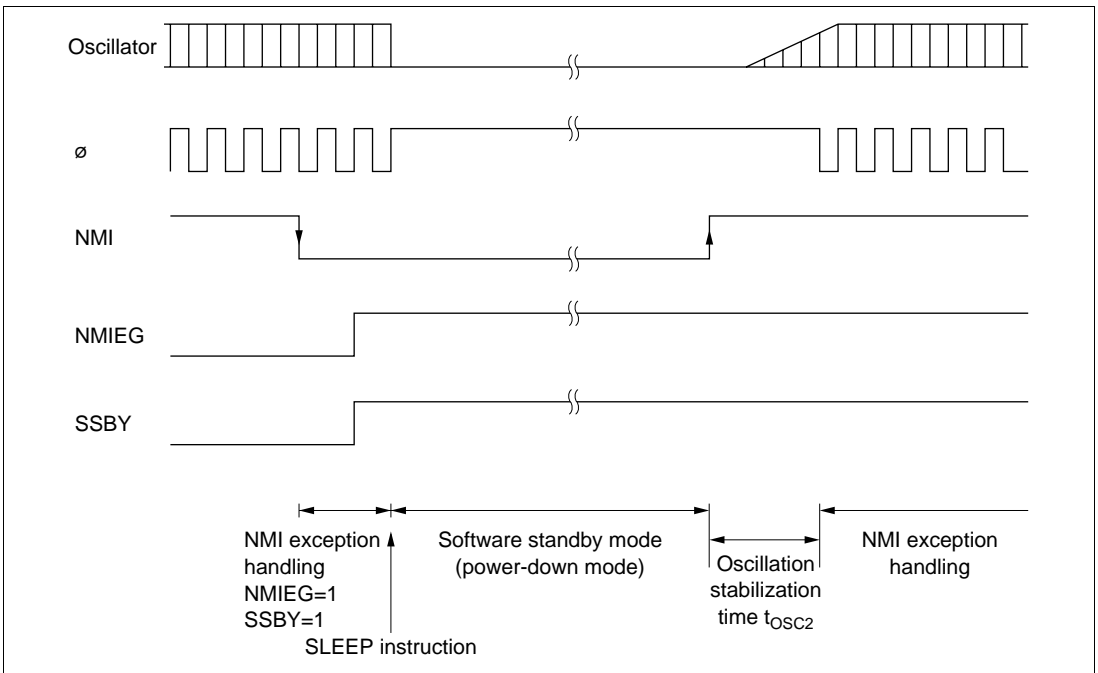 Oscillator
ø
NMI
NMIEG
SSBY
NMI exception
handling
NMIEG=1
SSBY=1
SLEEP instruction
Software standby mode
(power-down mode)
Oscillation
stabilization
time tOSC2
NMI exception
handling